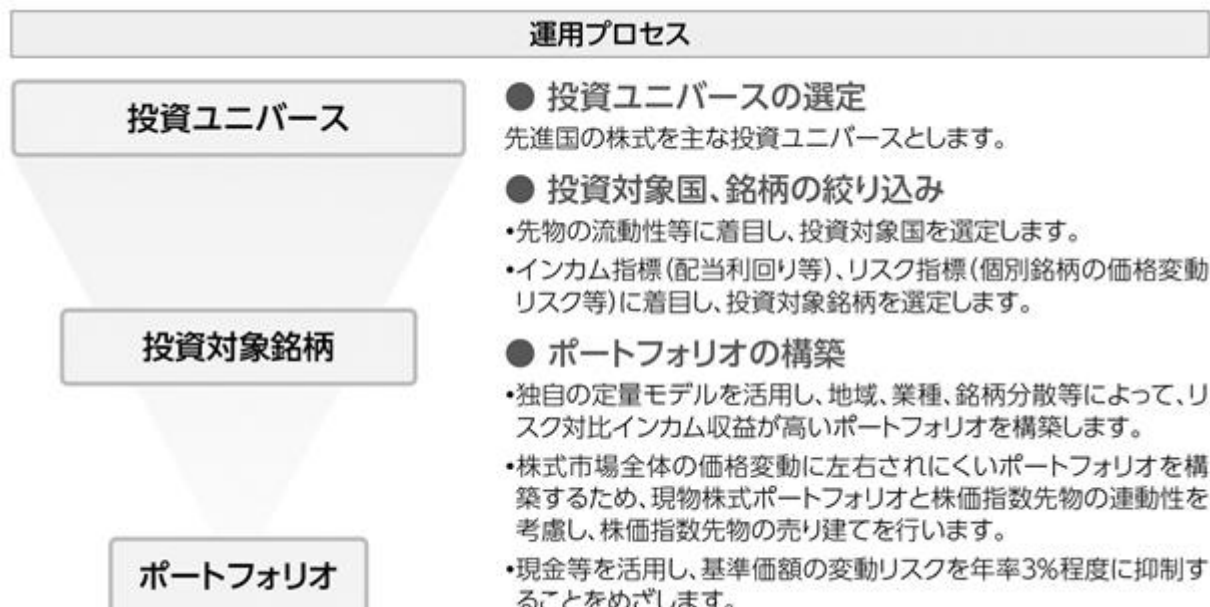 運用プロセス
投資ユニバース
● 投資ユニバースの選定
先進国の株式を主な投資ユニバースとします。
● 投資対象国、銘柄の絞り込み
•先物の流動性等に着目し、投資対象国を選定します。
•インカム指標(配当利回り等)、リスク指標(個別銘柄の価格変動
リスク等)に着目し、投資対象銘柄を選定します。
投資対象銘柄
● ポートフォリオの構築
•独自の定量モデルを活用し、地域、業種、銘柄分散等によって、リ
スク対比インカム収益が高いポートフォリオを構築します。
•株式市場全体の価格変動に左右されにくいポートフォリオを構
築するため、現物株式ポートフォリオと株価指数先物の連動性を
考慮し、株価指数先物の売り建てを行います。
ポートフォリオ
•現金等を活用し、基準価額の変動リスクを年率3%程度に抑制す
ることをめざします。